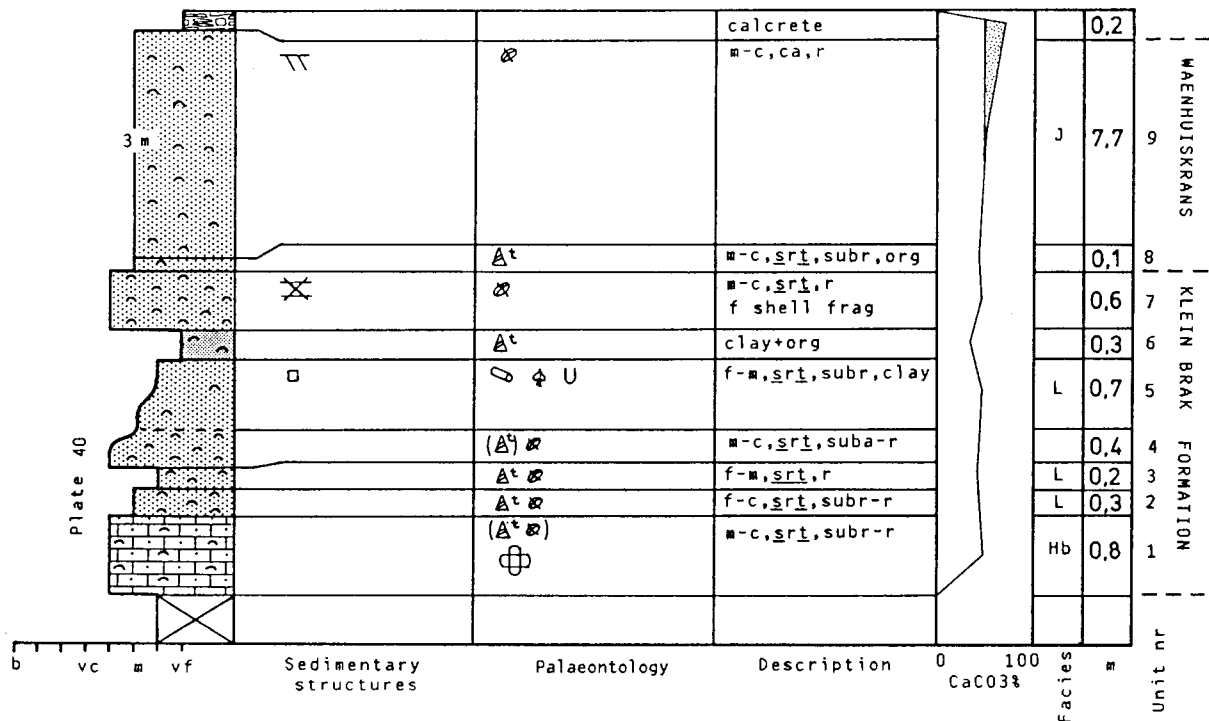 calcrete 0,2
m-c,ca,r
3 m
J 7,7 9
WAENHUISKRANS
t m-c,srt,subr,org 0,1 8
m-c,srt,r
f shell frag
0,6 7
t clay+org 0,3 6
U f-m,srt,subr,clay L 0,7 5
(t) m-c,srt,suba-r 0,4 4
t f-m,srt,r L 0,2 3
t f-c,srt,subr-r L 0,3 2
(t) m-c,srt,subr-r
Hb 0,8 1
KLEIN BRAK FORMATION
Plate 40
b vc m vf
Sedimentary
structures
Palaeontology
Description
0 100
CaCO3%
Facies
m
Unit nr